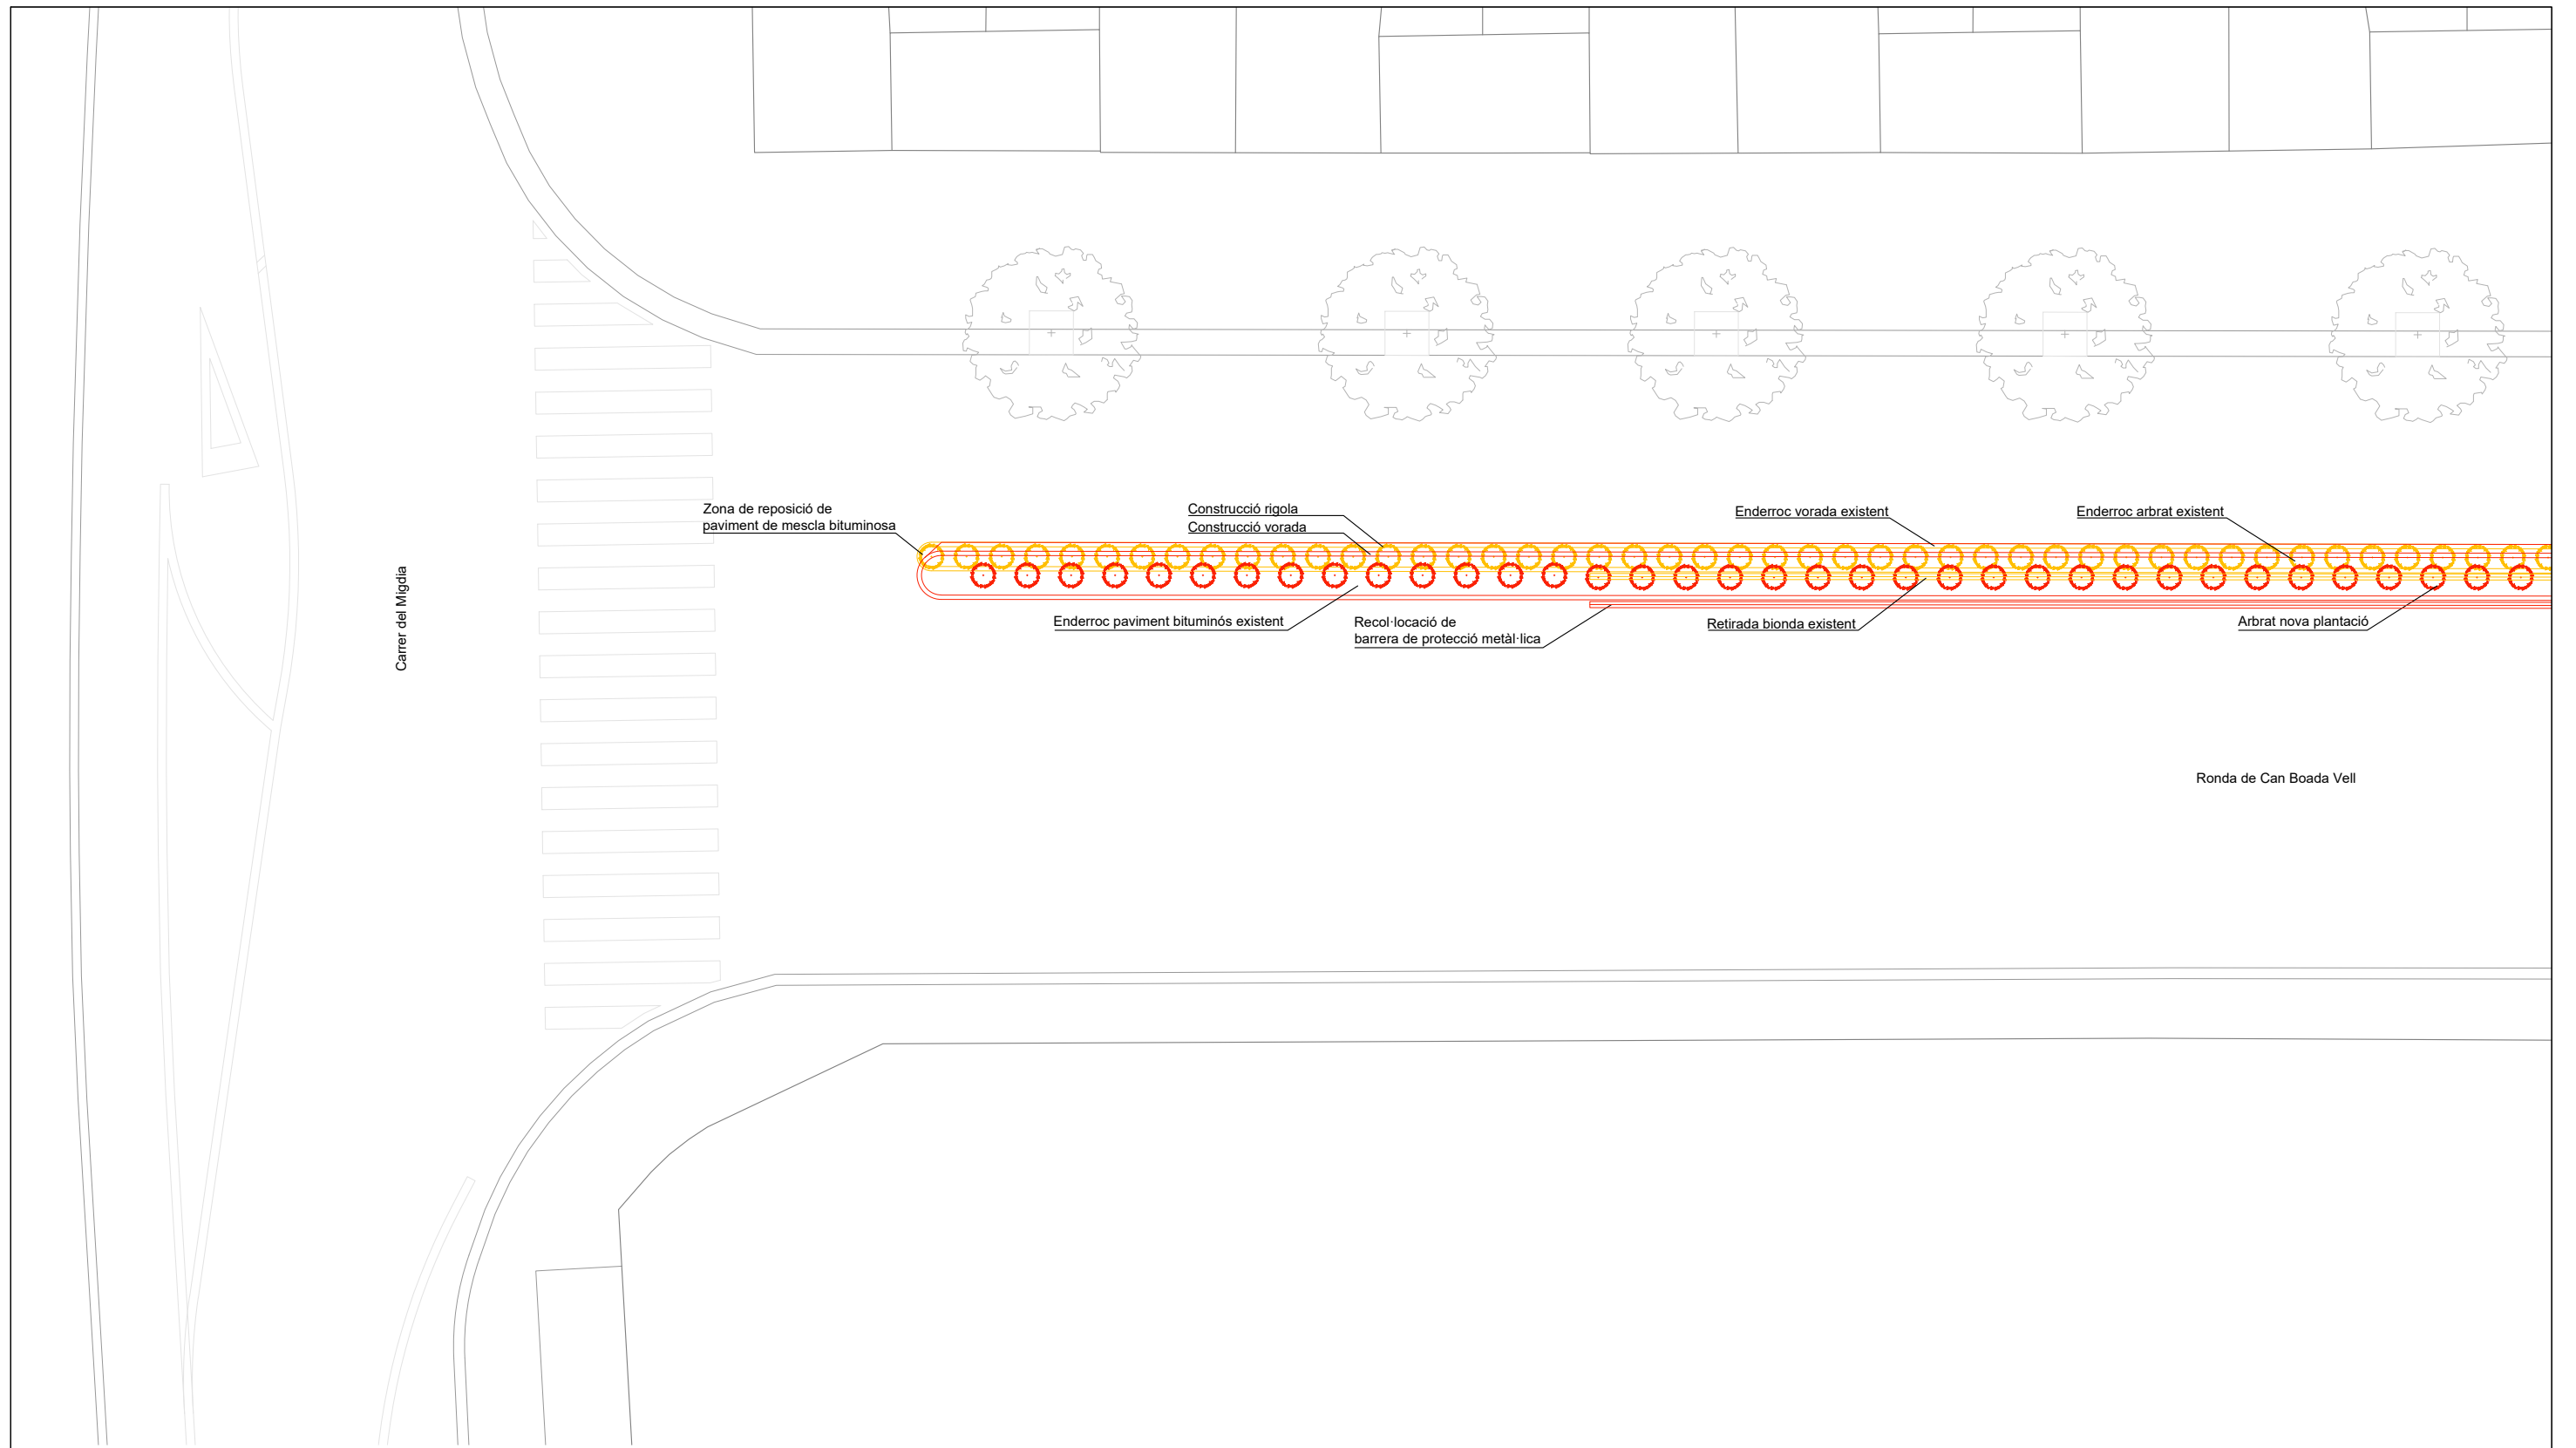 Zona de reposició de
paviment de mescla bituminosa
Construcció rigola
Construcció vorada
Enderroc vorada existent
Enderroc arbrat existent
Carrer del Migdia
Enderroc paviment bituminós existent
Recol·locació de
barrera de protecció metàl·lica
Retirada bionda existent
Arbrat nova plantació
Ronda de Can Boada Vell